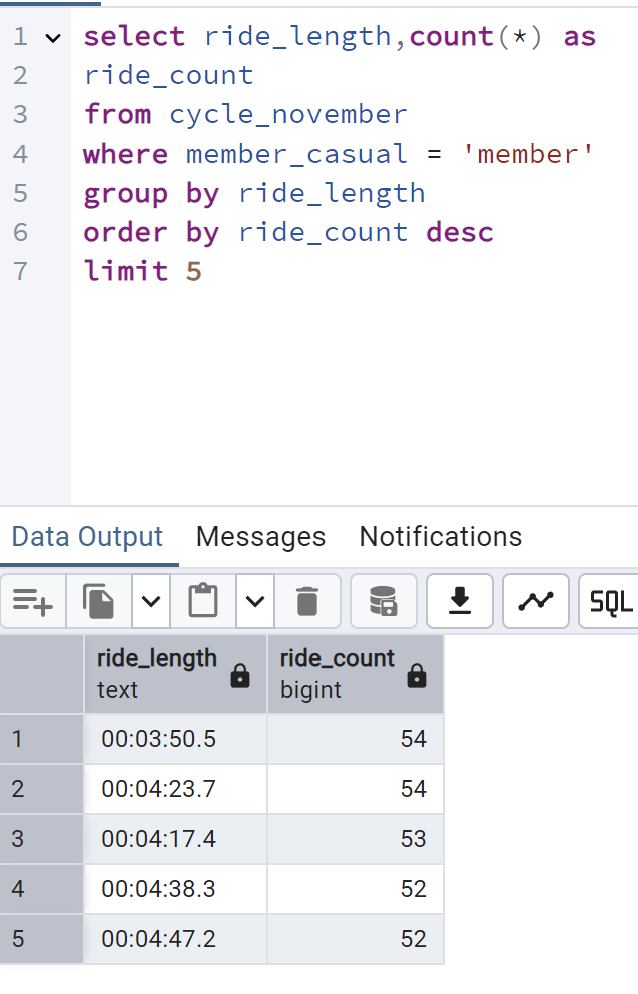 1 select ride_length,count(*) as
2 ride_count
3 from cycle_november
4 where member_casual = 'member'
5 group by ride_length
6 order by ride_count desc
7 limit 5
Data Output Messages Notifications
SQL
ride_length ride_count
text bigint
1 00:03:50.5 54
2 00:04:23.7 54
3 00:04:17.4 53
4 00:04:38.3 52
5 00:04:47.2 52